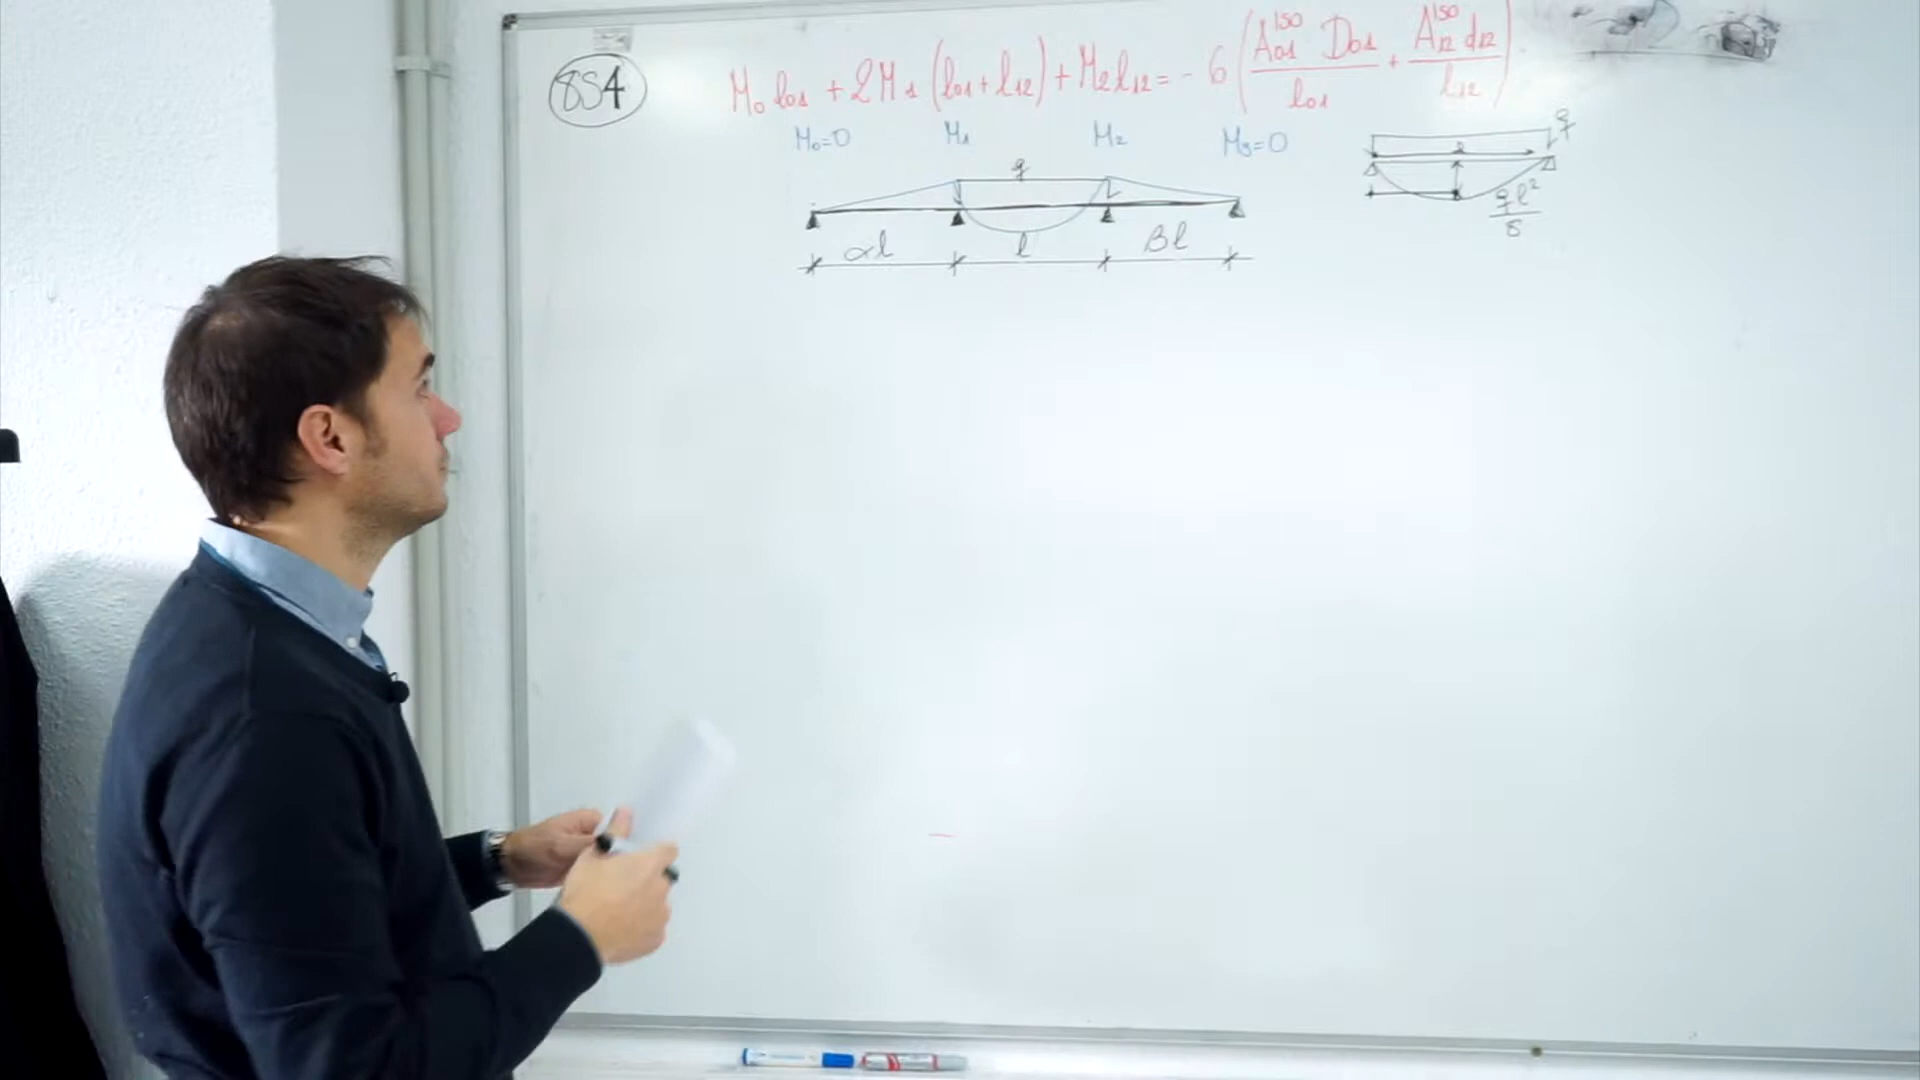 854
M₀ l₀₁ + 2M₁ (l₀₁ + l₁₂) + M₂ l₁₂ = - 6 (A₀₁^ISO D₀₁ / l₀₁ + A₁₂^ISO d₁₂ / l₁₂)
M₀=0 M₁ M₂ M₃=0
q
q
l
ql²/8
αl l βl